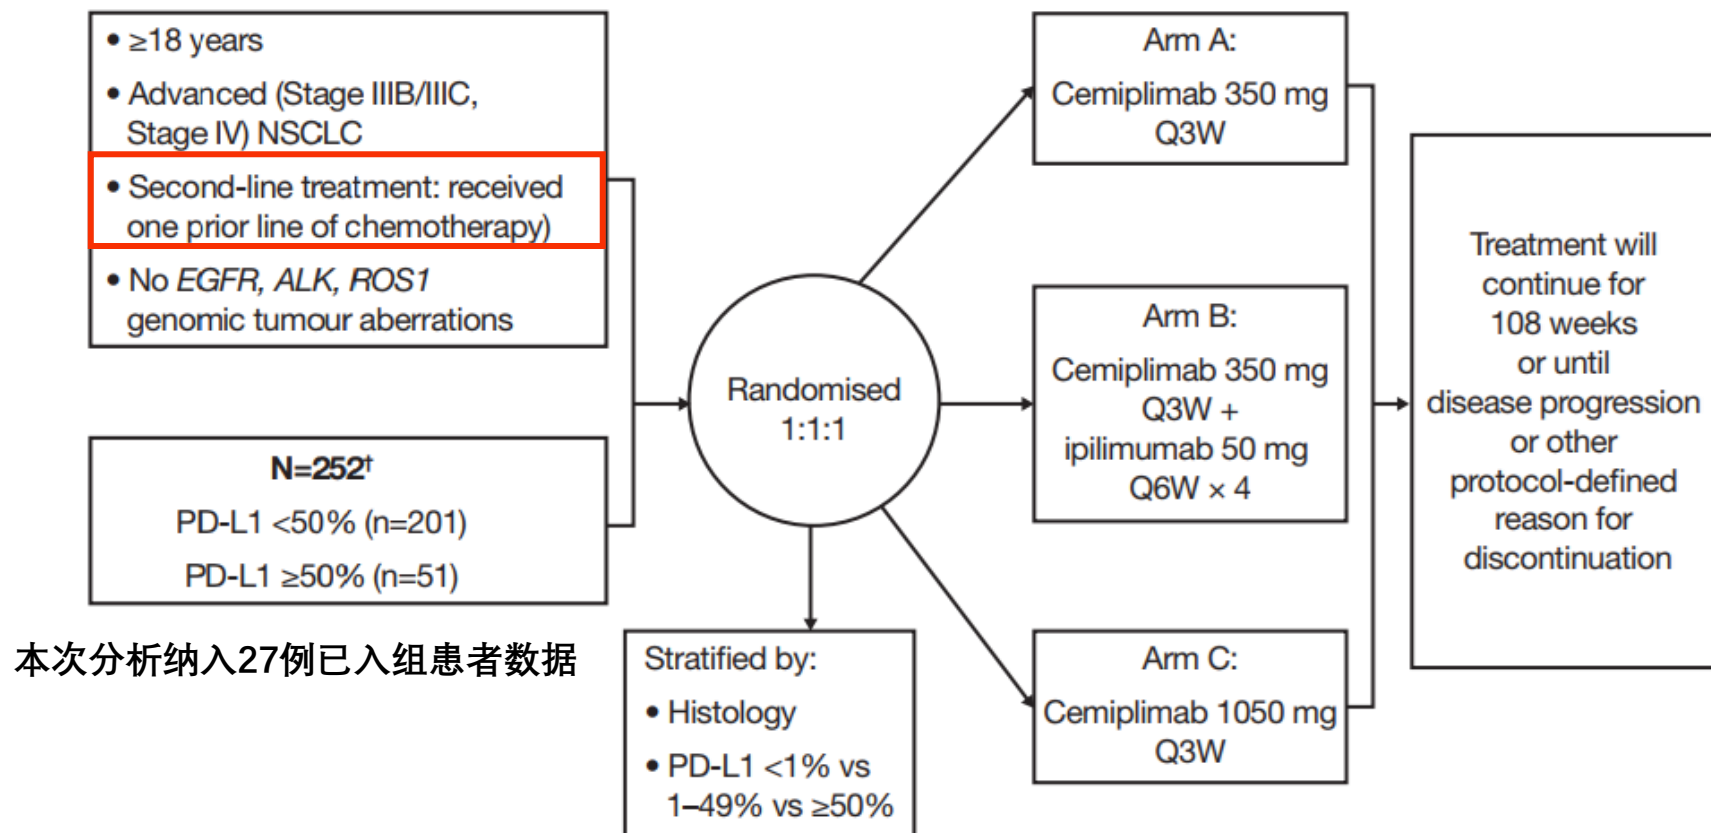 • ≥18 years
• Advanced (Stage IIIB/IIIC,
Stage IV) NSCLC
• Second-line treatment: received
one prior line of chemotherapy)
• No EGFR, ALK, ROS1
genomic tumour aberrations
N=252†
PD-L1 <50% (n=201)
PD-L1 ≥50% (n=51)
本次分析纳入27例已入组患者数据
Randomised
1:1:1
Stratified by:
• Histology
• PD-L1 <1% vs
1–49% vs ≥50%
Arm A:
Cemiplimab 350 mg
Q3W
Arm B:
Cemiplimab 350 mg
Q3W +
ipilimumab 50 mg
Q6W × 4
Arm C:
Cemiplimab 1050 mg
Q3W
Treatment will
continue for
108 weeks
or until
disease progression
or other
protocol-defined
reason for
discontinuation